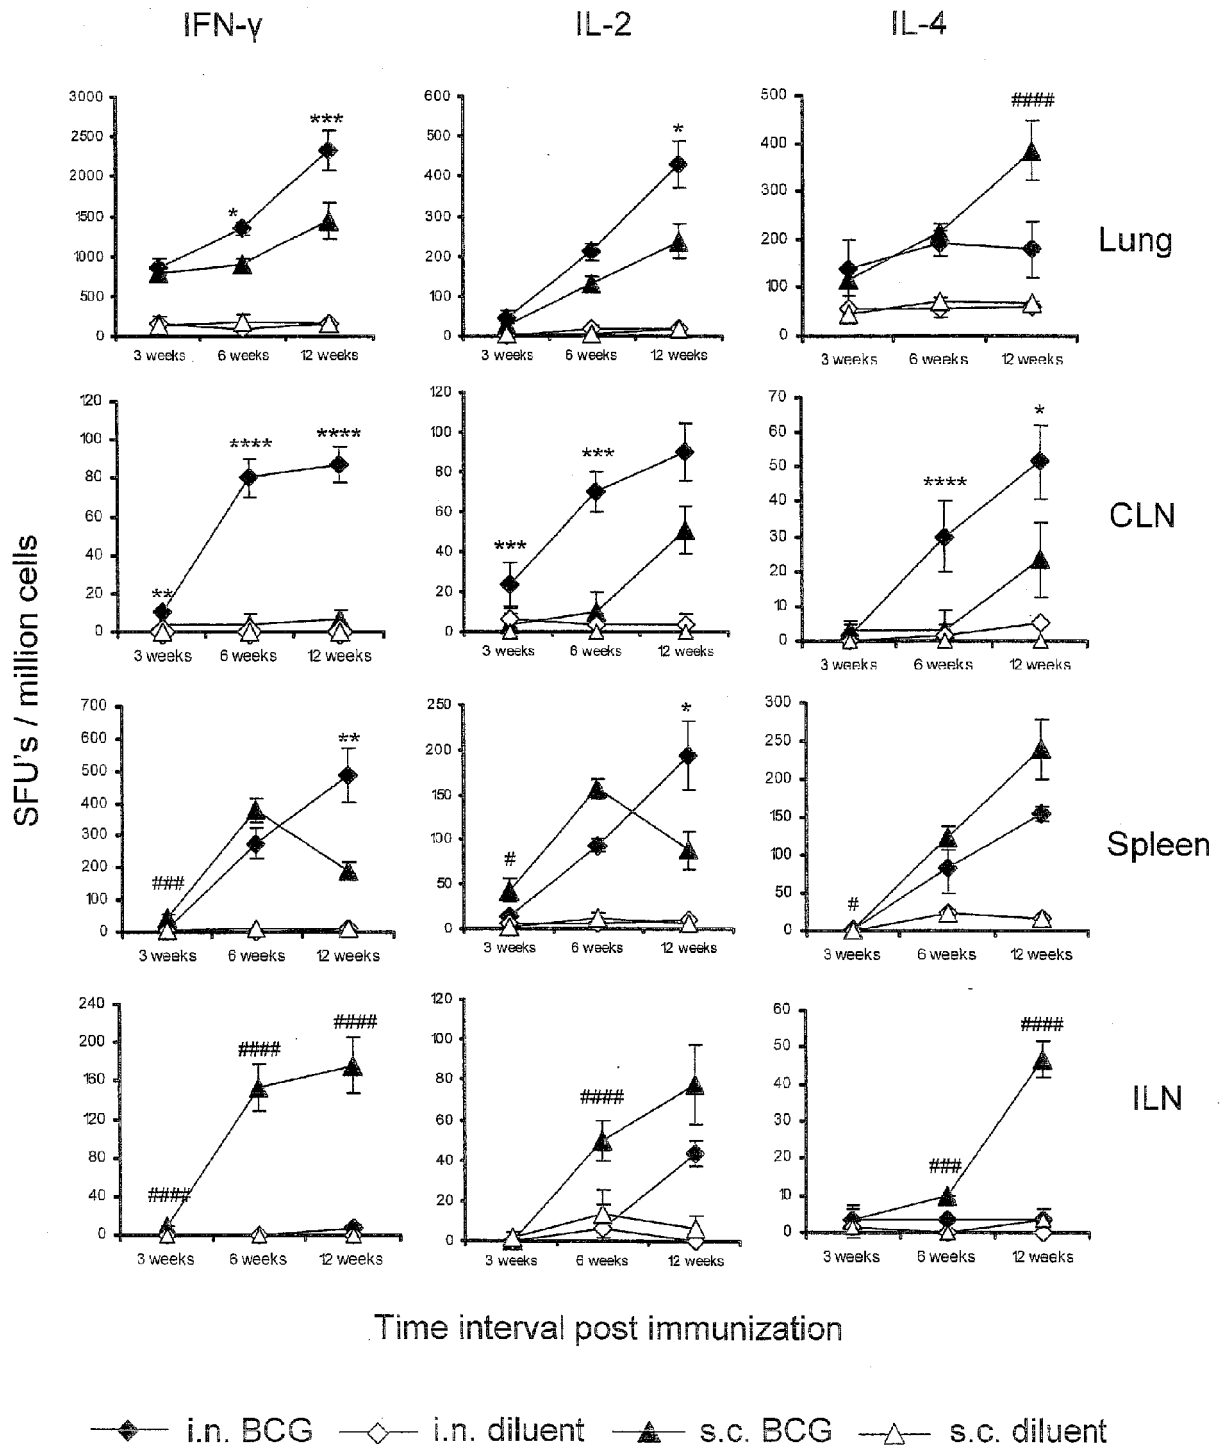 IFN-γ IL-2 IL-4
3000 2500 2000 1500 1000 500 0
*
***
3 weeks 6 weeks 12 weeks
600 500 400 300 200 100 0
*
3 weeks 6 weeks 12 weeks
500 400 300 200 100 0
####
3 weeks 6 weeks 12 weeks
Lung
120 100 80 60 40 20 0
** **** ****
3 weeks 6 weeks 12 weeks
120 100 80 60 40 20 0
*** ***
3 weeks 6 weeks 12 weeks
70 60 50 40 30 20 10 0
**** *
3 weeks 6 weeks 12 weeks
CLN
SFU's / million cells
700 600 500 400 300 200 100 0
### **
3 weeks 6 weeks 12 weeks
250 200 150 100 50 0
# *
3 weeks 6 weeks 12 weeks
300 250 200 150 100 50 0
#
3 weeks 6 weeks 12 weeks
Spleen
240 200 160 120 80 40 0
#### #### ####
3 weeks 6 weeks 12 weeks
120 100 80 60 40 20 0
####
3 weeks 6 weeks 12 weeks
60 50 40 30 20 10 0
### ####
3 weeks 6 weeks 12 weeks
ILN
Time interval post immunization
i.n. BCG i.n. diluent s.c. BCG s.c. diluent